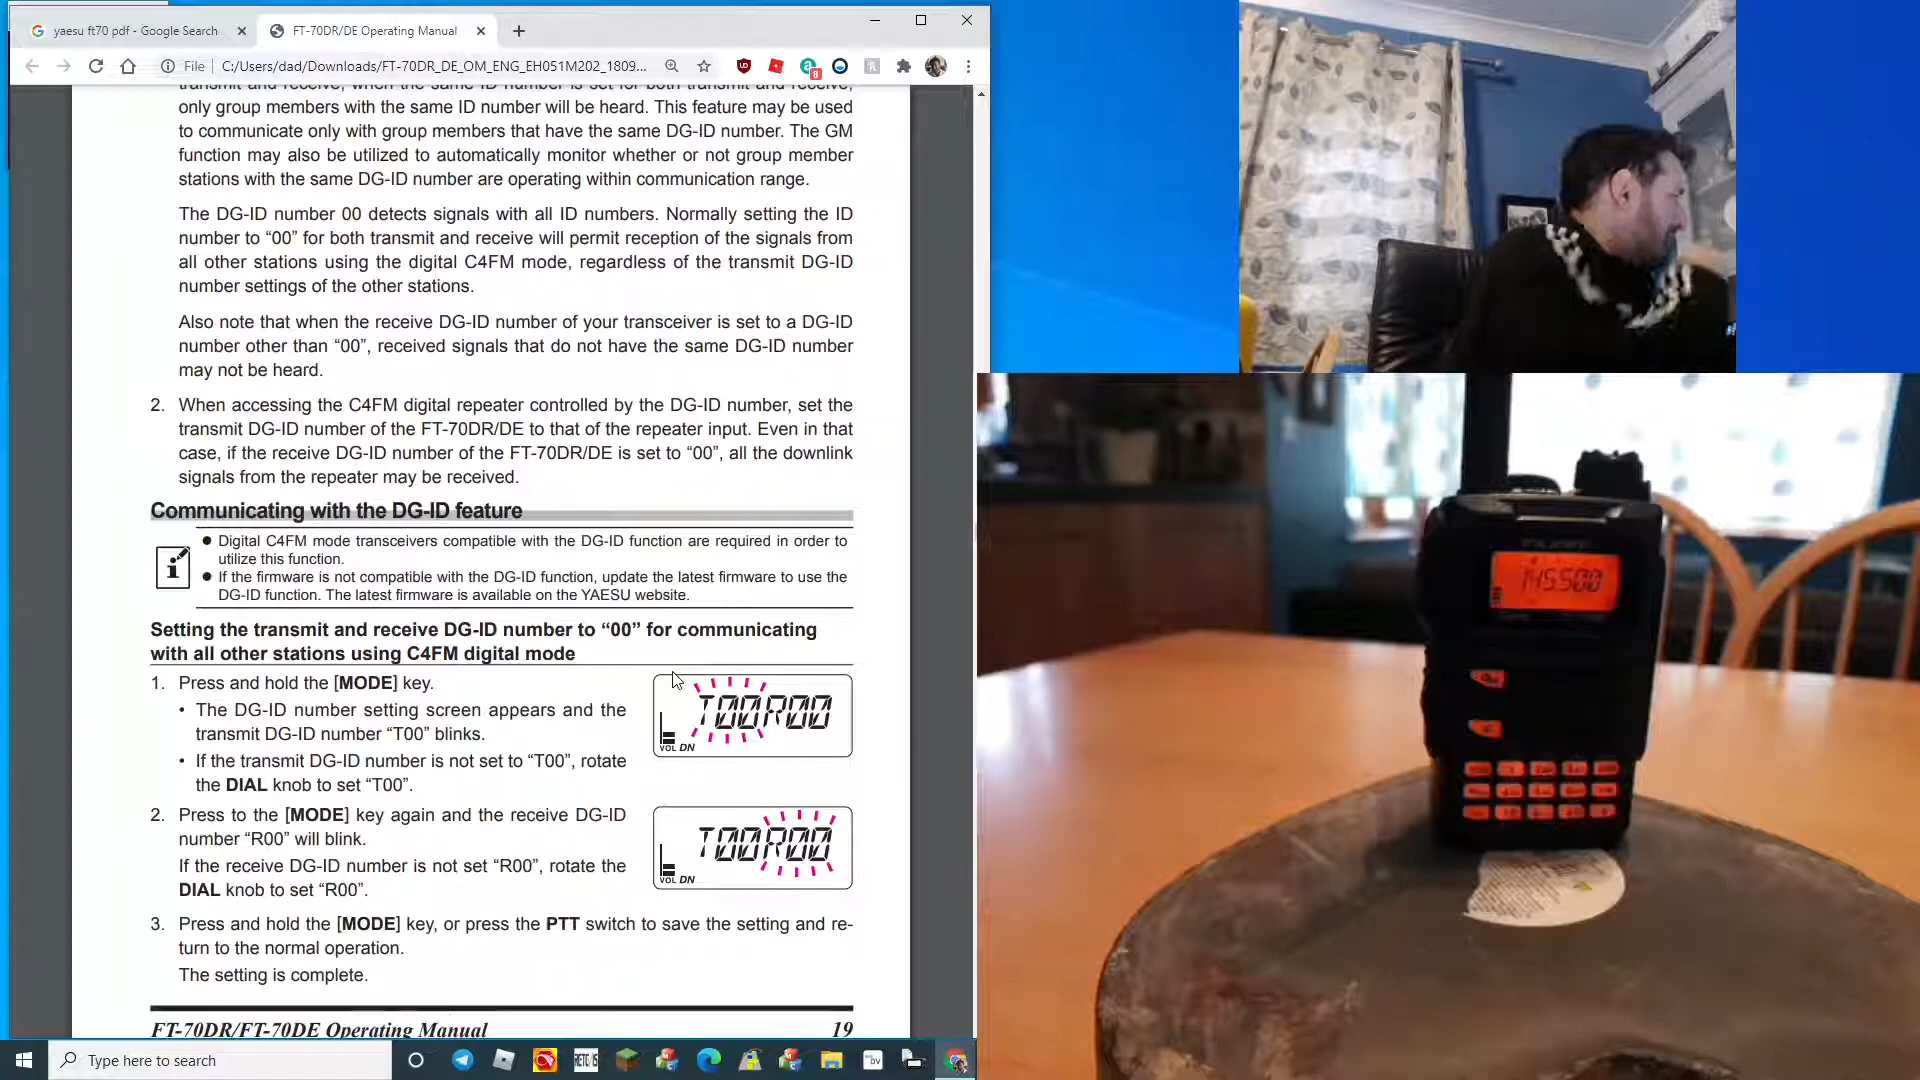 yaesu ft70 pdf - Google Search
FT-70DR/DE Operating Manual
File
C:/Users/dad/Downloads/FT-70DR_DE_OM_ENG_EH051M202_1809...
8
transmit and receive, when the same ID number is set for both transmit and receive,
only group members with the same ID number will be heard. This feature may be used
to communicate only with group members that have the same DG-ID number. The GM
function may also be utilized to automatically monitor whether or not group member
stations with the same DG-ID number are operating within communication range.
The DG-ID number 00 detects signals with all ID numbers. Normally setting the ID
number to “00” for both transmit and receive will permit reception of the signals from
all other stations using the digital C4FM mode, regardless of the transmit DG-ID
number settings of the other stations.
Also note that when the receive DG-ID number of your transceiver is set to a DG-ID
number other than “00”, received signals that do not have the same DG-ID number
may not be heard.
2. When accessing the C4FM digital repeater controlled by the DG-ID number, set the
transmit DG-ID number of the FT-70DR/DE to that of the repeater input. Even in that
case, if the receive DG-ID number of the FT-70DR/DE is set to “00”, all the downlink
signals from the repeater may be received.
Communicating with the DG-ID feature
● Digital C4FM mode transceivers compatible with the DG-ID function are required in order to
utilize this function.
● If the firmware is not compatible with the DG-ID function, update the latest firmware to use the
DG-ID function. The latest firmware is available on the YAESU website.
Setting the transmit and receive DG-ID number to “00” for communicating
with all other stations using C4FM digital mode
1. Press and hold the [MODE] key.
• The DG-ID number setting screen appears and the
transmit DG-ID number “T00” blinks.
• If the transmit DG-ID number is not set to “T00”, rotate
the DIAL knob to set “T00”.
T00R00
VOL DN
2. Press to the [MODE] key again and the receive DG-ID
number “R00” will blink.
If the receive DG-ID number is not set “R00”, rotate the
DIAL knob to set “R00”.
T00R00
VOL DN
3. Press and hold the [MODE] key, or press the PTT switch to save the setting and re-
turn to the normal operation.
The setting is complete.
FT-70DR/FT-70DE Operating Manual
19
Type here to search
145.500